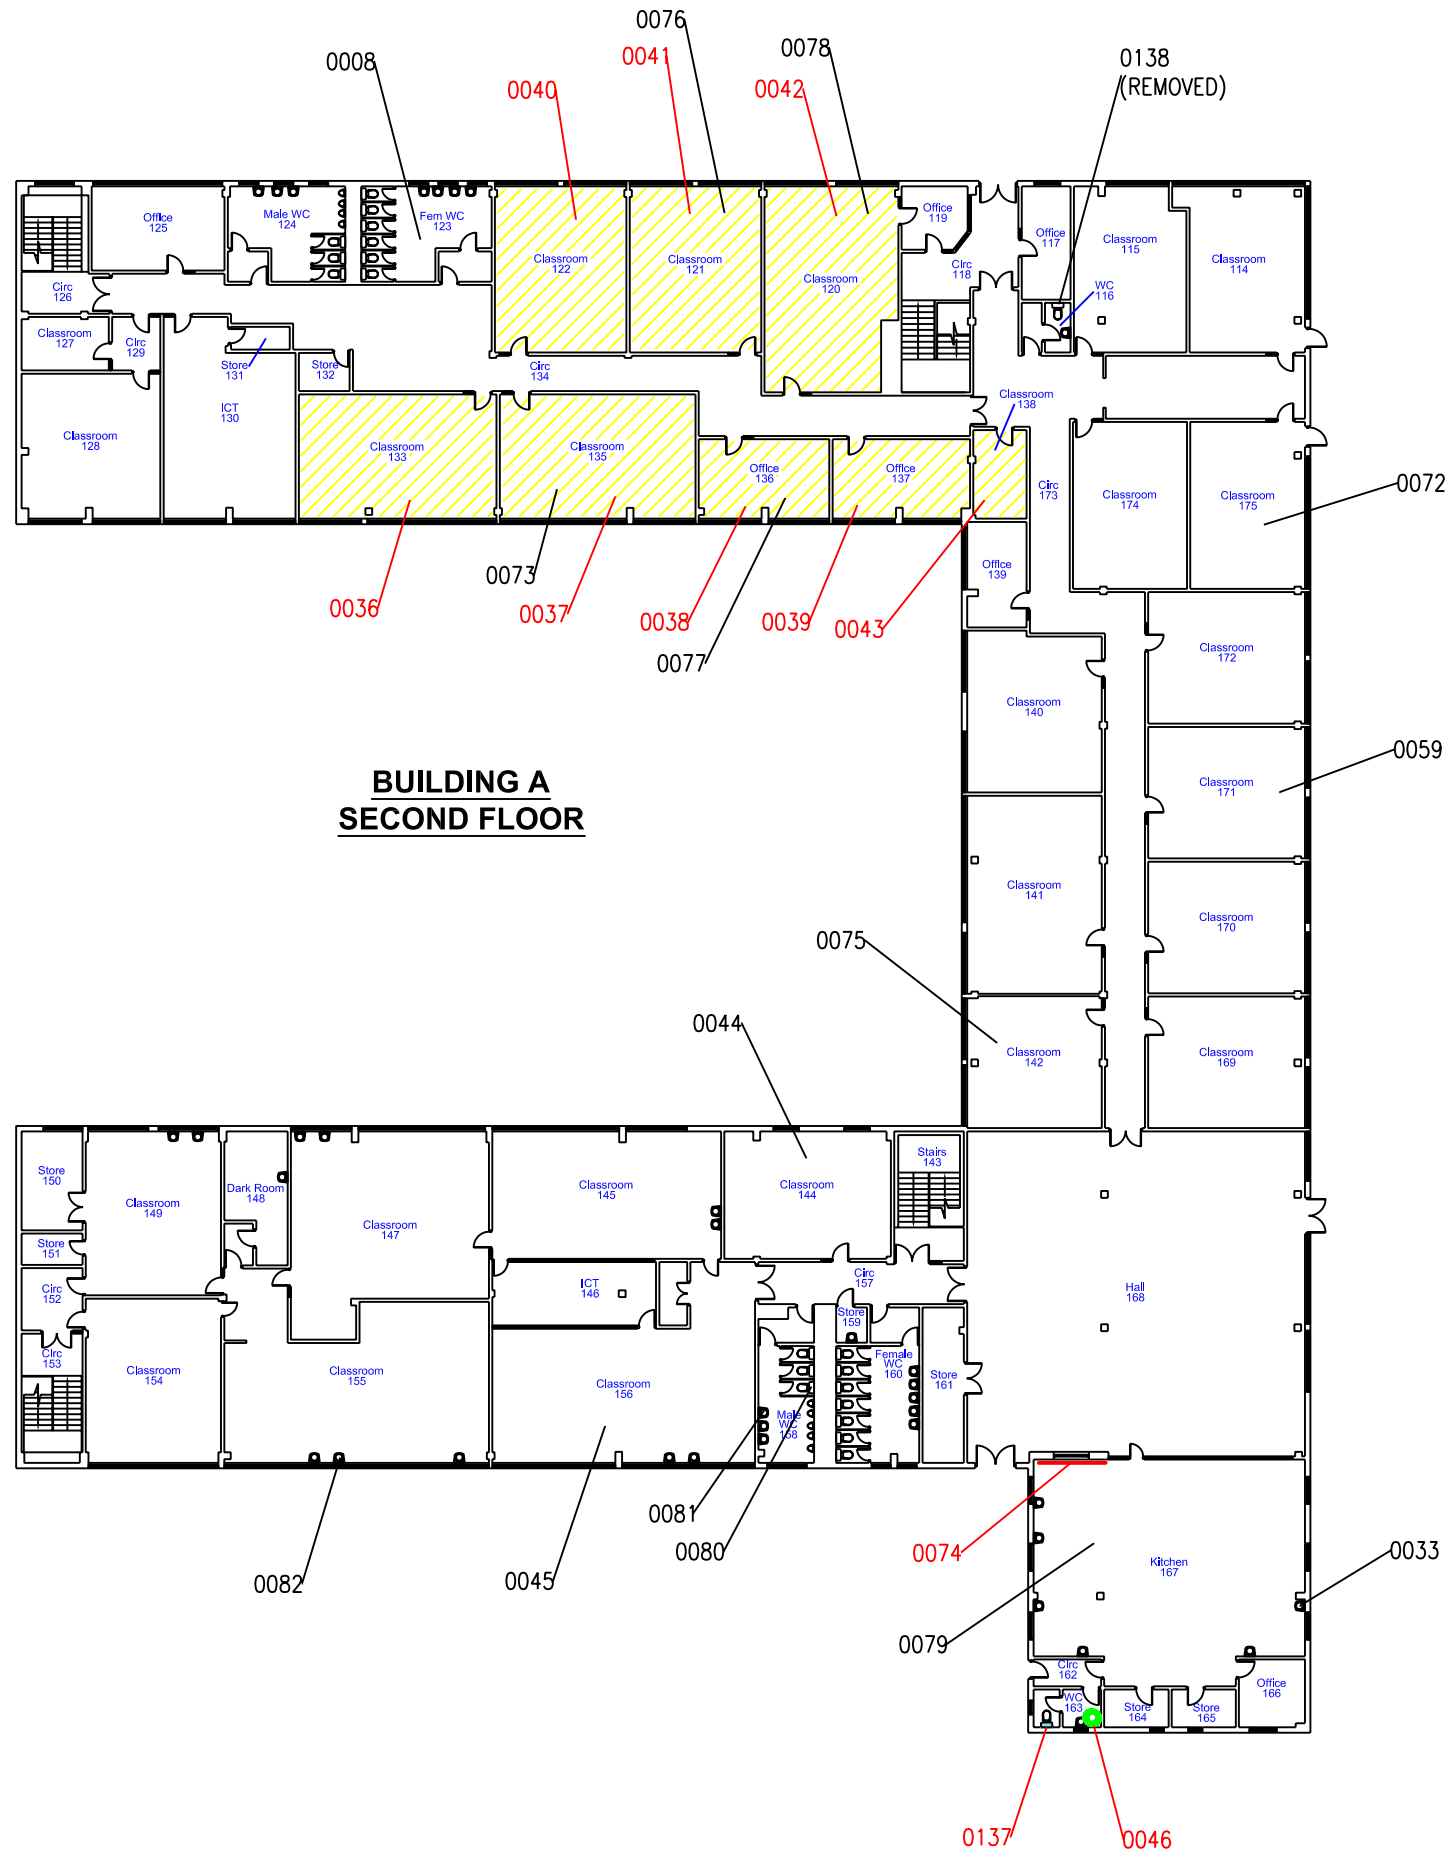 0076
0041
0008
0078
0138
(REMOVED)
0040
0042
Office
125
Male WC
124
Fem WC
123
Classroom
122
Classroom
121
Classroom
120
Office
119
Circ
118
Office
117
Classroom
115
WC
116
Classroom
114
Circ
126
Classroom
127
Circ
129
Store
131
Store
132
Circ
134
Classroom
138
ICT
130
Classroom
128
Classroom
133
Classroom
135
Office
136
Office
137
Circ
173
Classroom
174
Classroom
175
0072
0073
0036
0037
0038
0039
0043
0077
Office
139
Classroom
172
Classroom
140
Classroom
171
0059
BUILDING A
SECOND FLOOR
Classroom
141
Classroom
170
0075
0044
Classroom
142
Classroom
169
Store
150
Classroom
149
Dark Room
148
Classroom
147
Classroom
145
Classroom
144
Stairs
143
Store
151
Circ
152
Circ
153
ICT
146
Circ
157
Store
159
Hall
168
Classroom
154
Classroom
155
Classroom
156
Male
WC
158
Female
WC
160
Store
161
0081
0080
0082
0045
0074
0079
Kitchen
167
0033
Circ
162
WC
163
Store
164
Store
165
Office
166
0137
0046